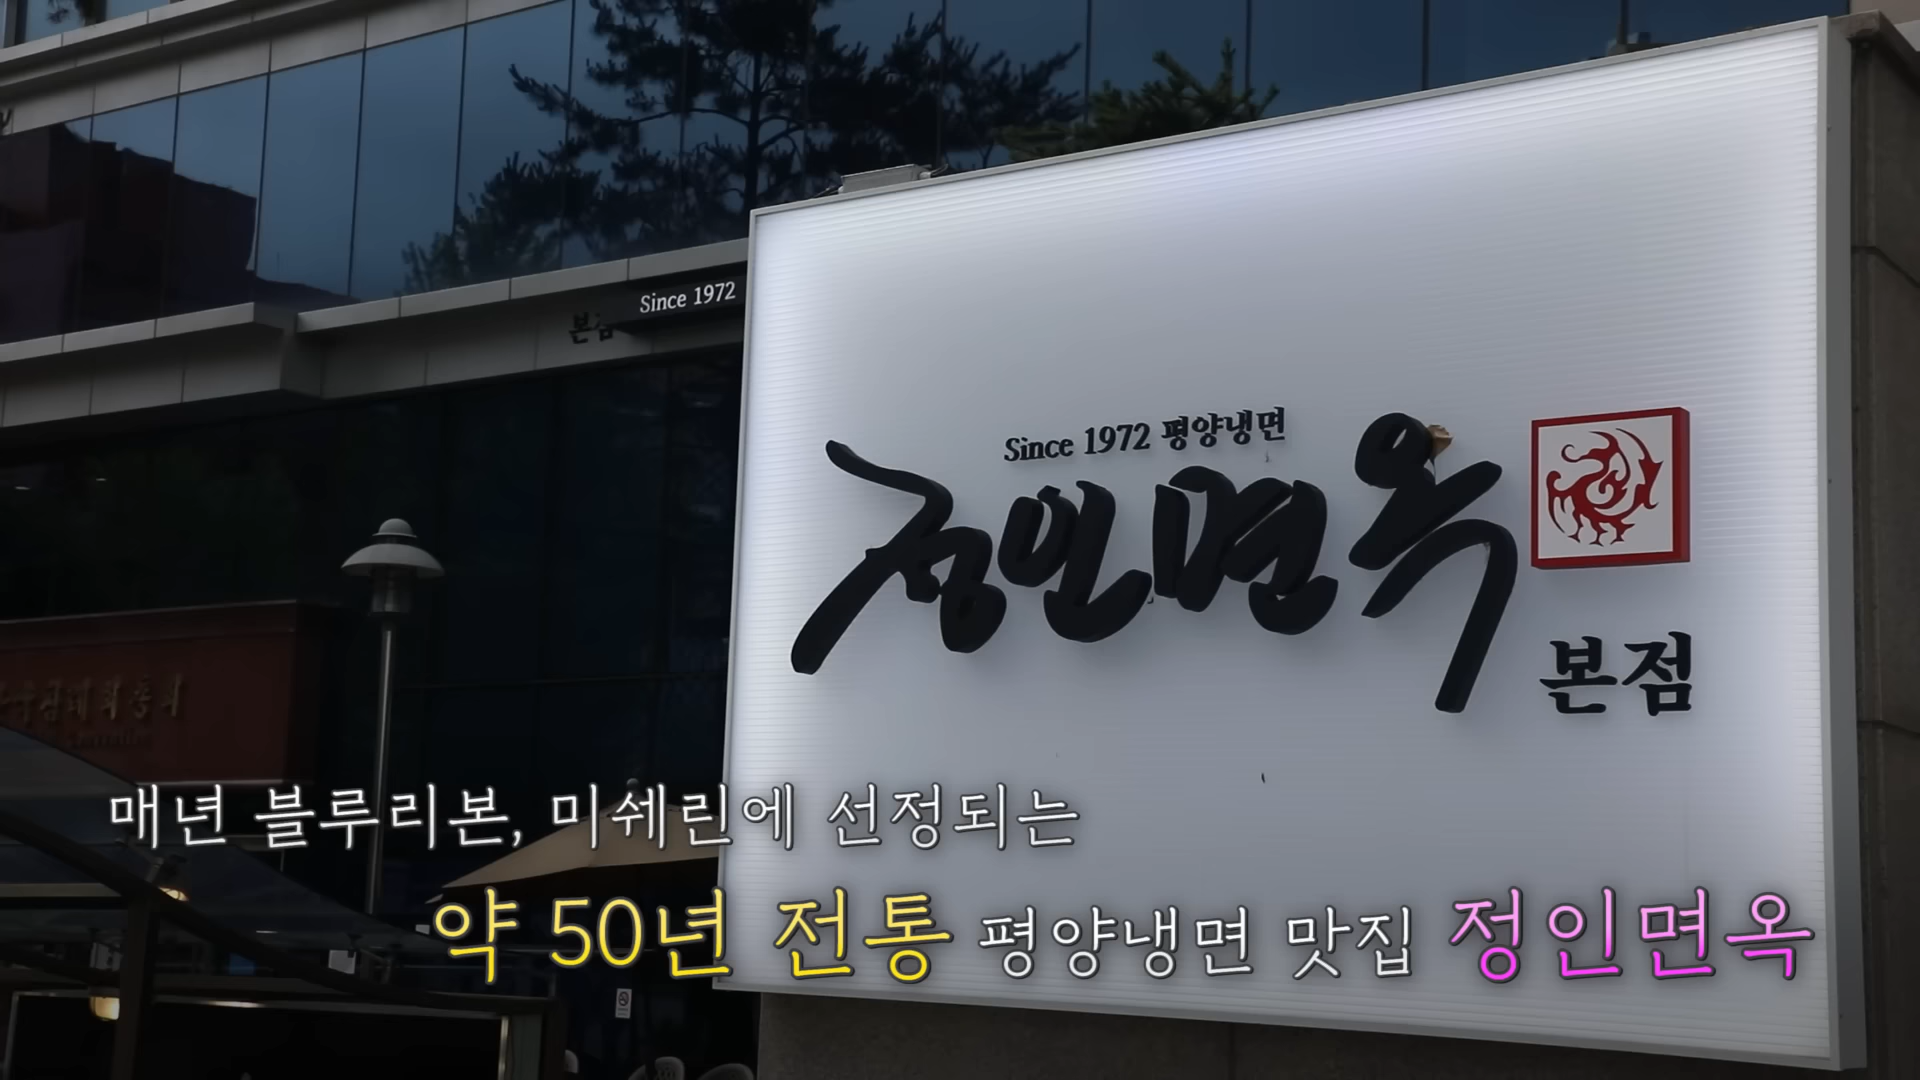 Since 1972
본점
Since 1972 평양냉면
정인면옥
본점
매년 블루리본, 미쉐린에 선정되는
약 50년 전통 평양냉면 맛집 정인면옥